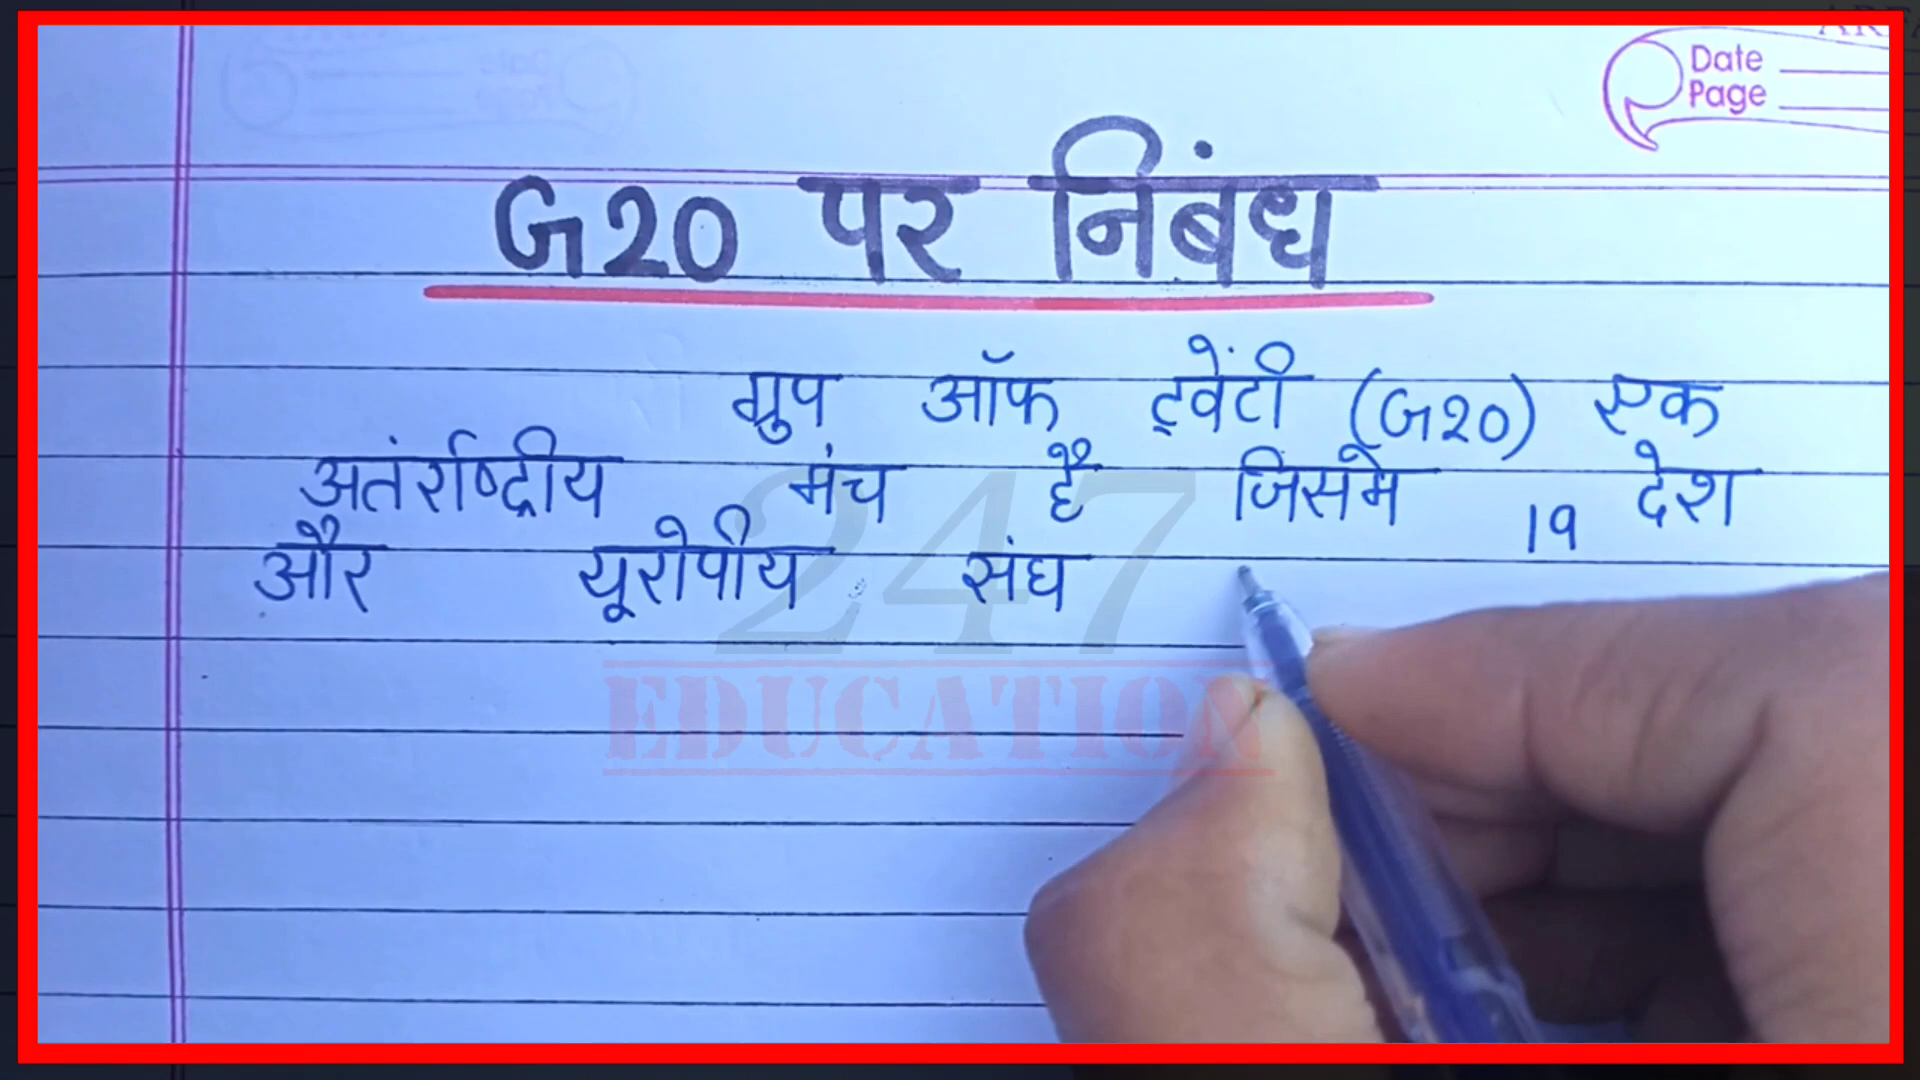 Date
Page
G20 पर निबंध
ग्रुप ऑफ ट्वेंटी (G20) एक
अतंर्राष्ट्रीय मंच है जिसमे 19 देश
और यूरोपीय संघ
247
EDUCATION